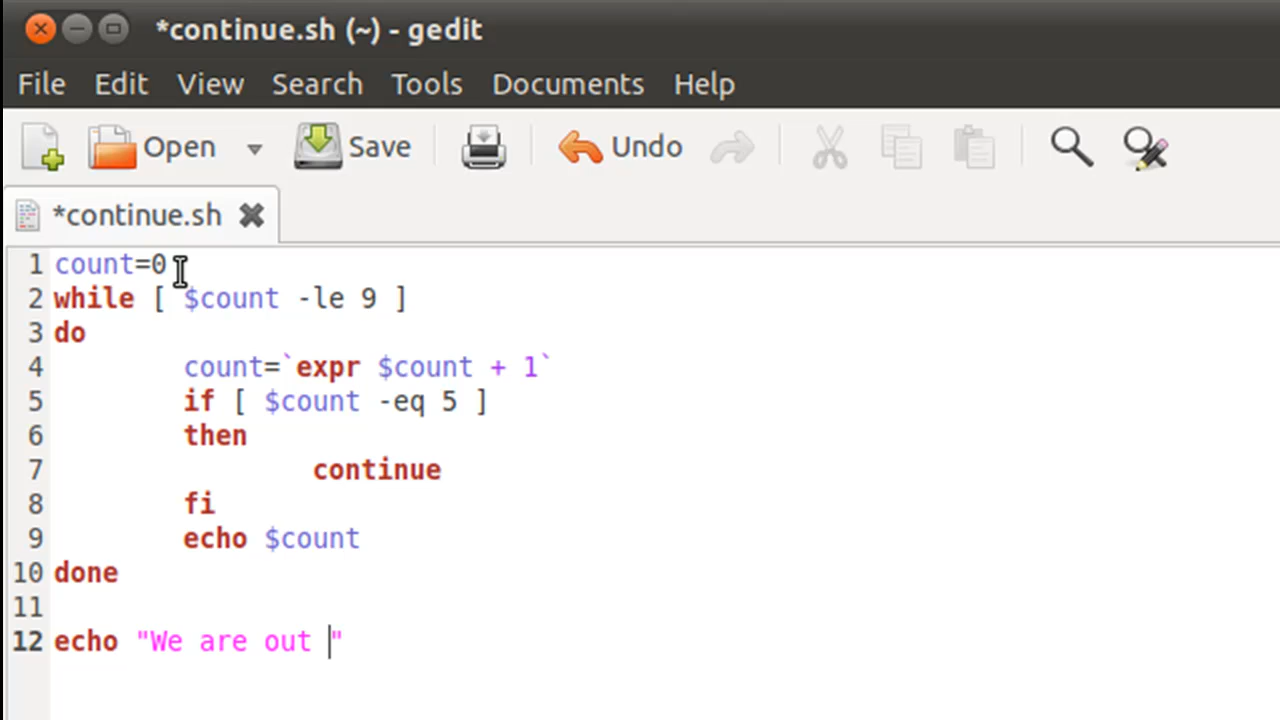 *continue.sh (~) - gedit
File Edit View Search Tools Documents Help
Open Save Undo
*continue.sh
1 count=0
2 while [ $count -le 9 ]
3 do
4 count=`expr $count + 1`
5 if [ $count -eq 5 ]
6 then
7 continue
8 fi
9 echo $count
10 done
11
12 echo "We are out "